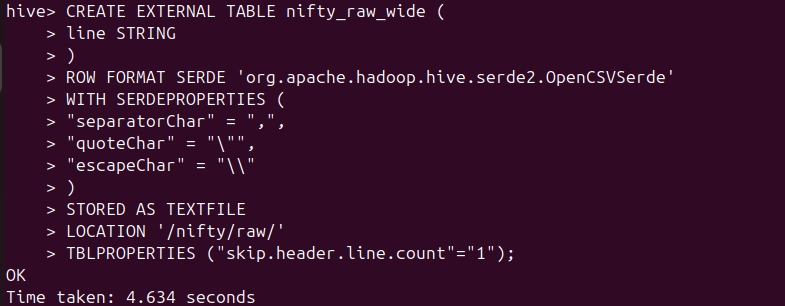 hive> CREATE EXTERNAL TABLE nifty_raw_wide (
    > line STRING
    > )
    > ROW FORMAT SERDE 'org.apache.hadoop.hive.serde2.OpenCSVSerde'
    > WITH SERDEPROPERTIES (
    > "separatorChar" = ",",
    > "quoteChar" = "\"",
    > "escapeChar" = "\\"
    > )
    > STORED AS TEXTFILE
    > LOCATION '/nifty/raw/'
    > TBLPROPERTIES ("skip.header.line.count"="1");
OK
Time taken: 4.634 seconds